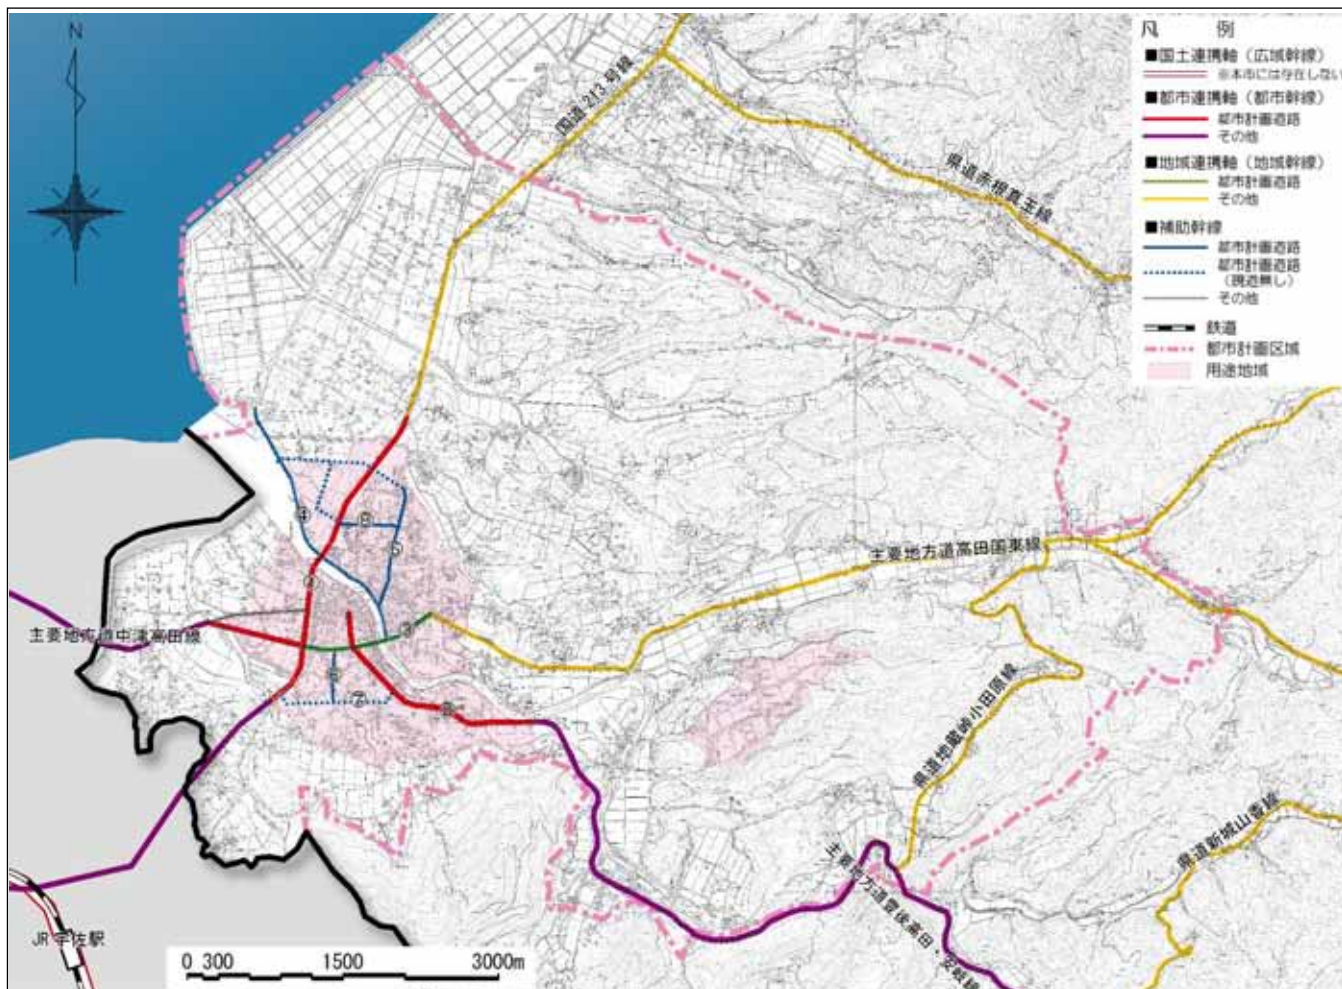 N
凡 例
■国土連携軸（広域幹線）
※本市には存在しない
■都市連携軸（都市幹線）
都市計画道路
その他
■地域連携軸（地域幹線）
都市計画道路
その他
■補助幹線
都市計画道路
都市計画道路
（現道無し）
その他
鉄道
都市計画区域
用途地域
国道213号線
県道赤根真玉線
④
⑥
⑤
主要地方道高田国東線
主要地方道中津高田線
③
⑦
県道地蔵峠小田原線
主要地方道豊後高田・安岐線
県道新城山香線
JR宇佐駅
0 300 1500 3000m